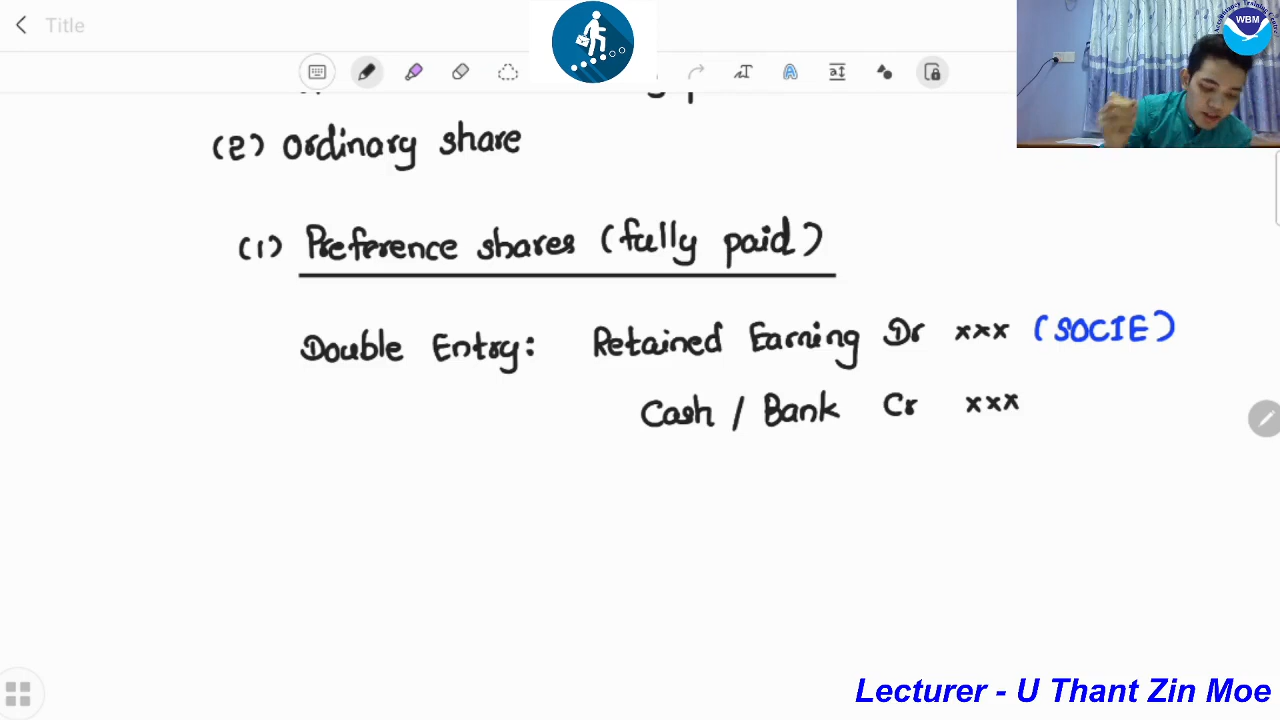 Title
WBM
(2) Ordinary share
(1) Preference shares (fully paid)
Double Entry: Retained Earning Dr xxx (SOCIE)
Cash / Bank Cr xxx
Lecturer - U Thant Zin Moe